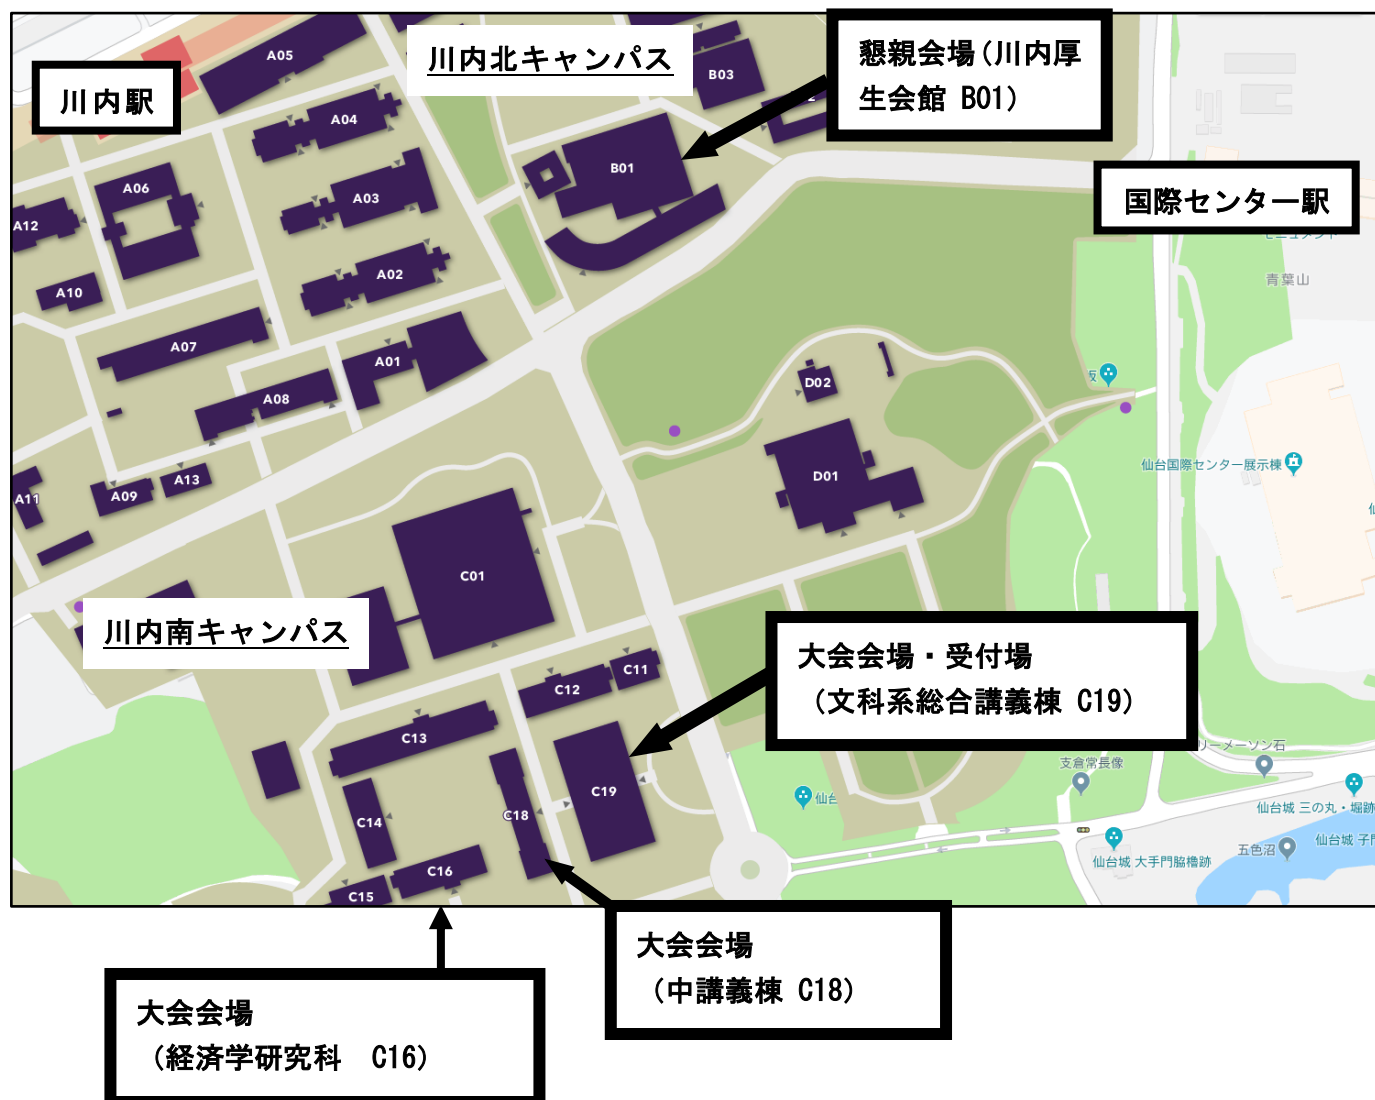 川内北キャンパス
懇親会場（川内厚
生会館 B01）
川内駅
国際センター駅
A05
B03
A04
B01
A06
A03
A12
A02
A10
青葉山
A07
A01
D02
A08
仙台国際センター展示棟
D01
A13
A09
A11
C01
川内南キャンパス
大会会場・受付場
（文科系総合講義棟 C19）
C11
C12
C13
リーメーソン石
支倉常長像
C19
C18
C14
仙台城 三の丸・堀跡
仙台城 大手門脇櫓跡
五色沼
C16
C15
大会会場
（中講義棟 C18）
大会会場
（経済学研究科　C16）